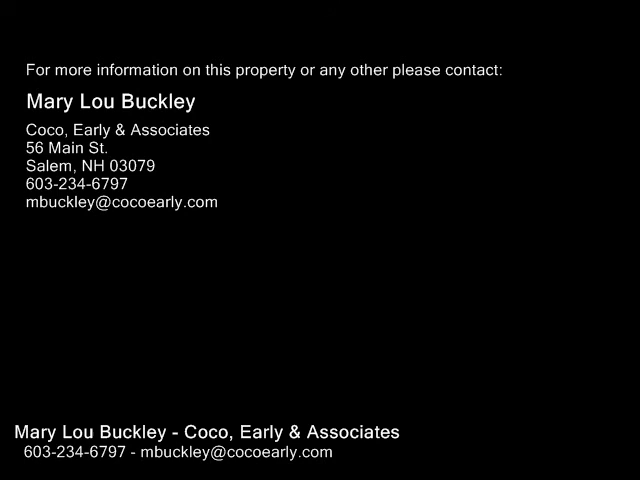 For more information on this property or any other please contact:
Mary Lou Buckley
Coco, Early & Associates
56 Main St.
Salem, NH 03079
603-234-6797
mbuckley@cocoearly.com
Mary Lou Buckley - Coco, Early & Associates
603-234-6797 - mbuckley@cocoearly.com